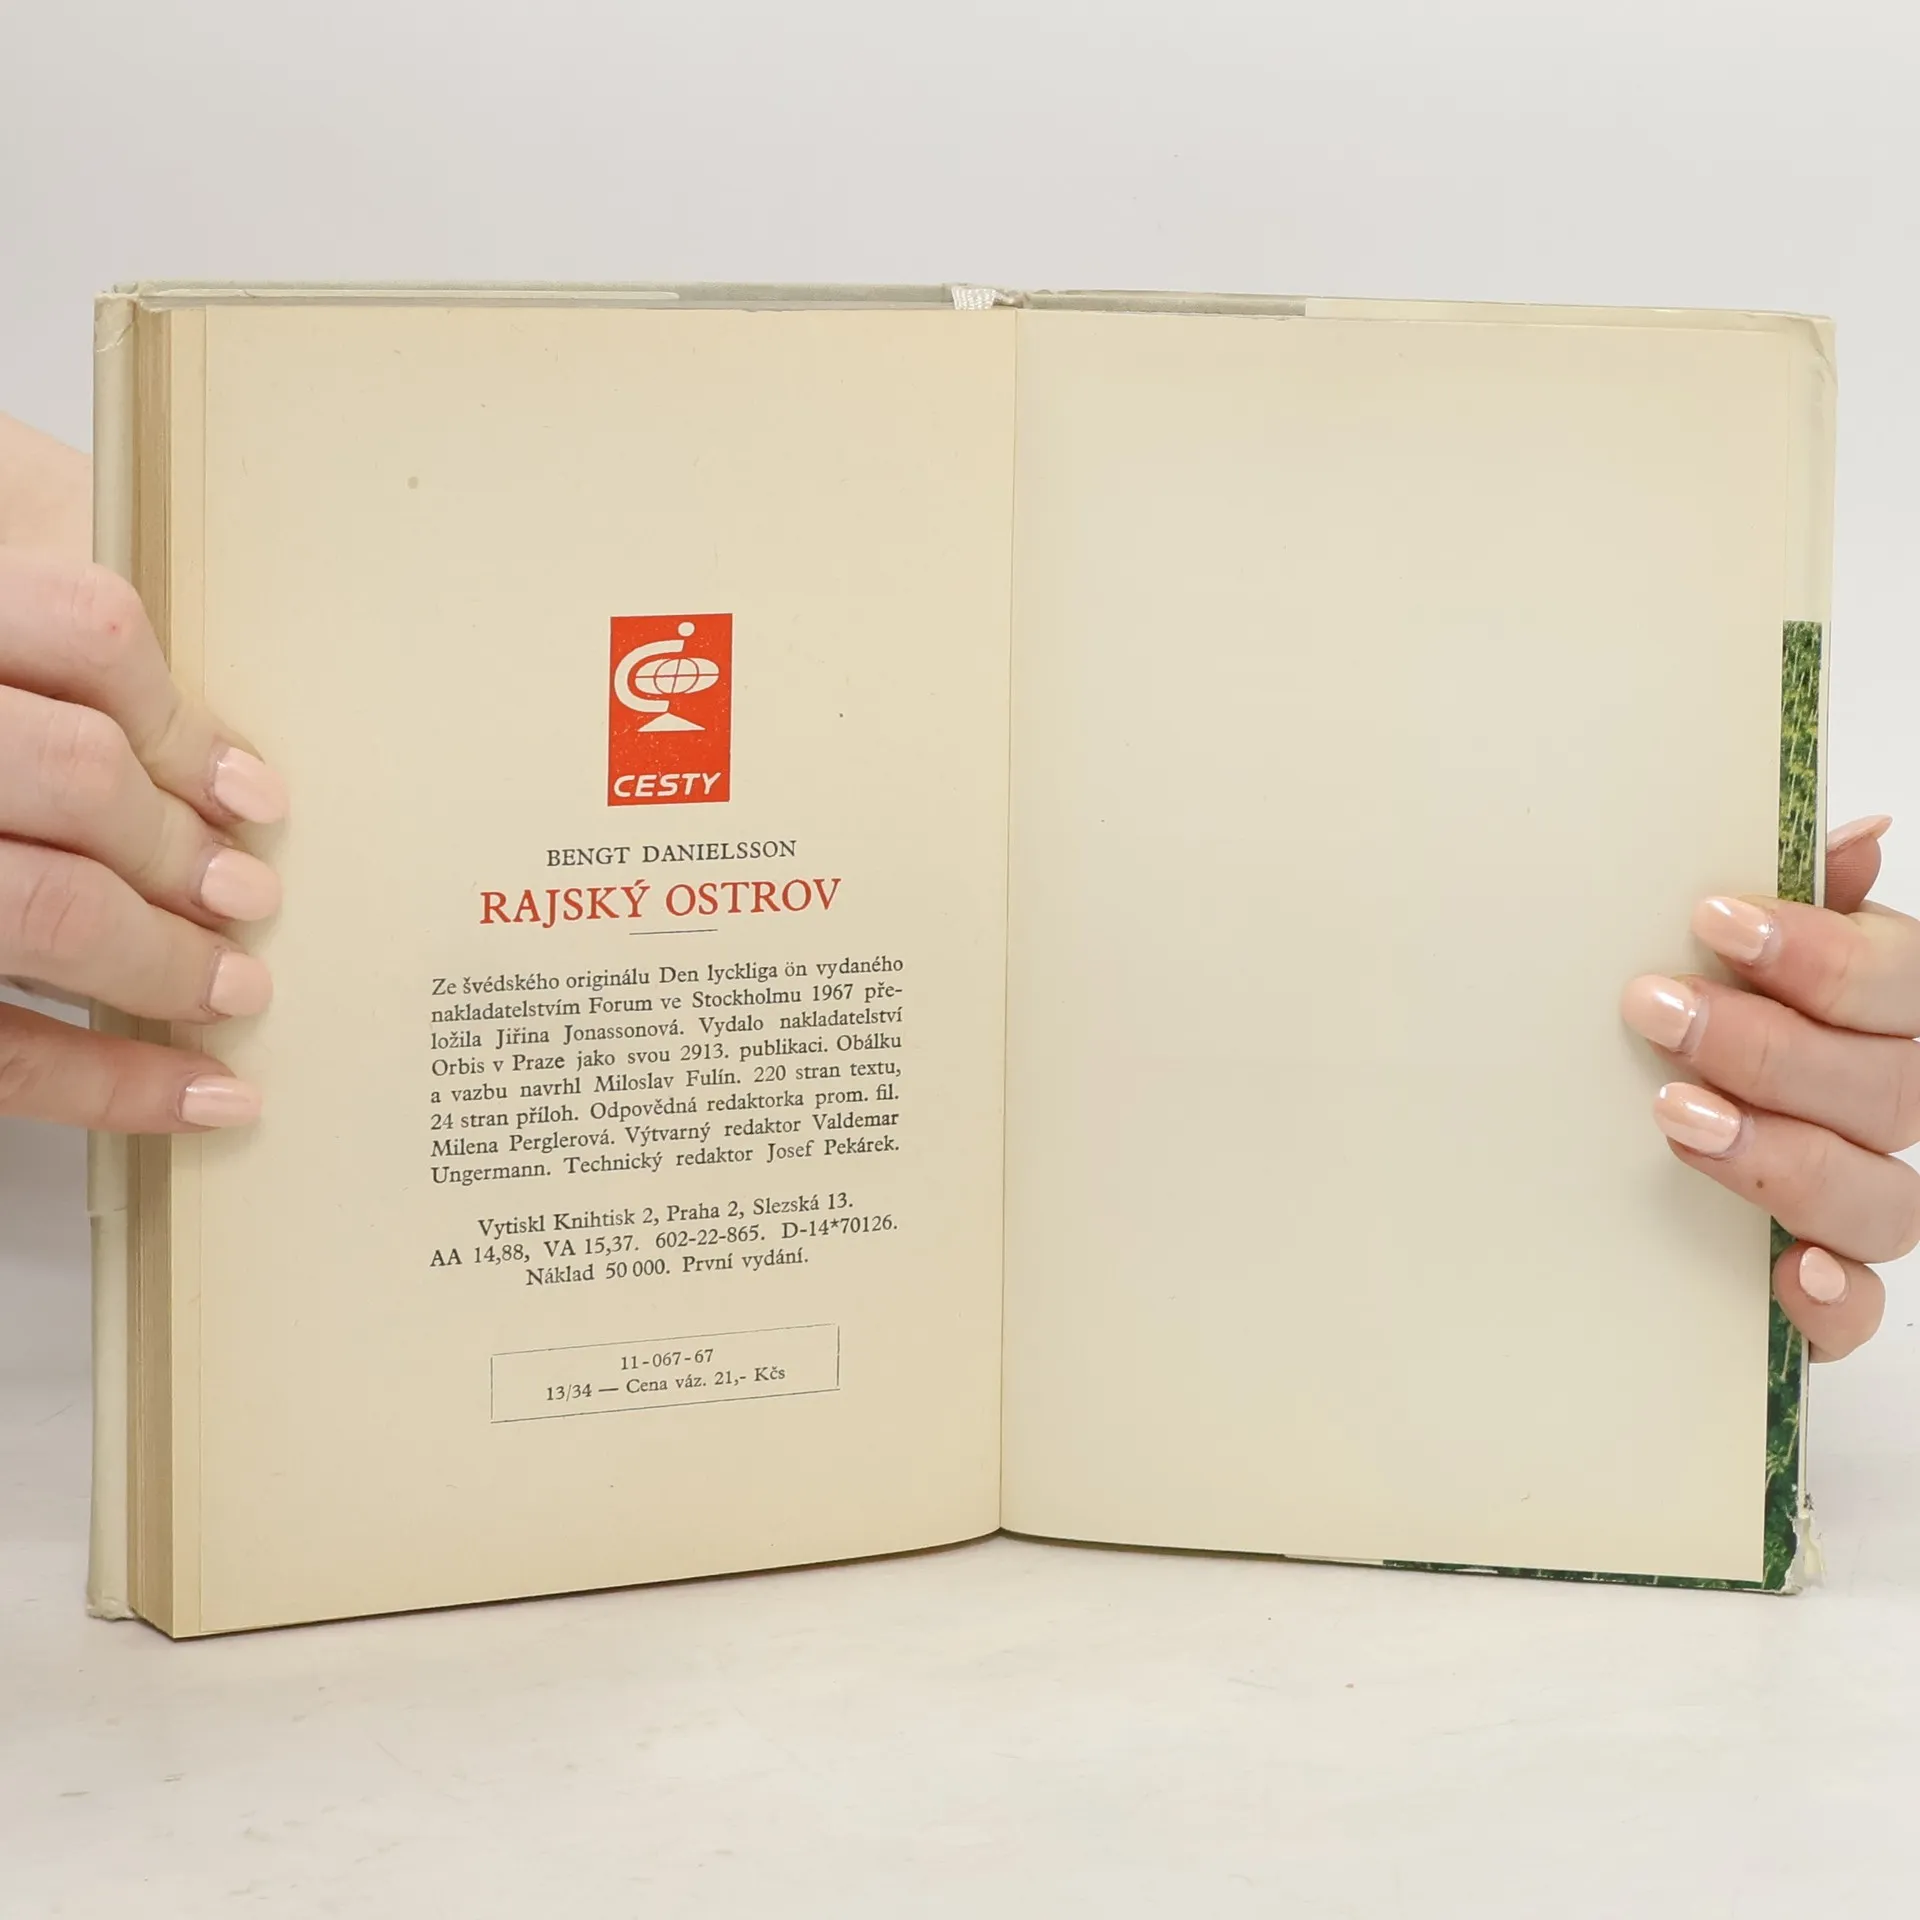 CESTY
BENGT DANIELSSON
RAJSKÝ OSTROV
Ze švédského originálu Den lyckliga ön vydaného
nakladatelstvím Forum ve Stockholmu 1967 pře-
ložila Jiřina Jonassonová. Vydalo nakladatelství
Orbis v Praze jako svou 2913. publikaci. Obálku
a vazbu navrhl Miloslav Fulín. 220 stran textu,
24 stran příloh. Odpovědná redaktorka prom. fil.
Milena Perglerová. Výtvarný redaktor Valdemar
Ungermann. Technický redaktor Josef Pekárek.
Vytiskl Knihtisk 2, Praha 2, Slezská 13.
AA 14,88, VA 15,37. 602-22-865. D-14*70126.
Náklad 50 000. První vydání.
11-067-67
13/34 — Cena váz. 21,- Kčs